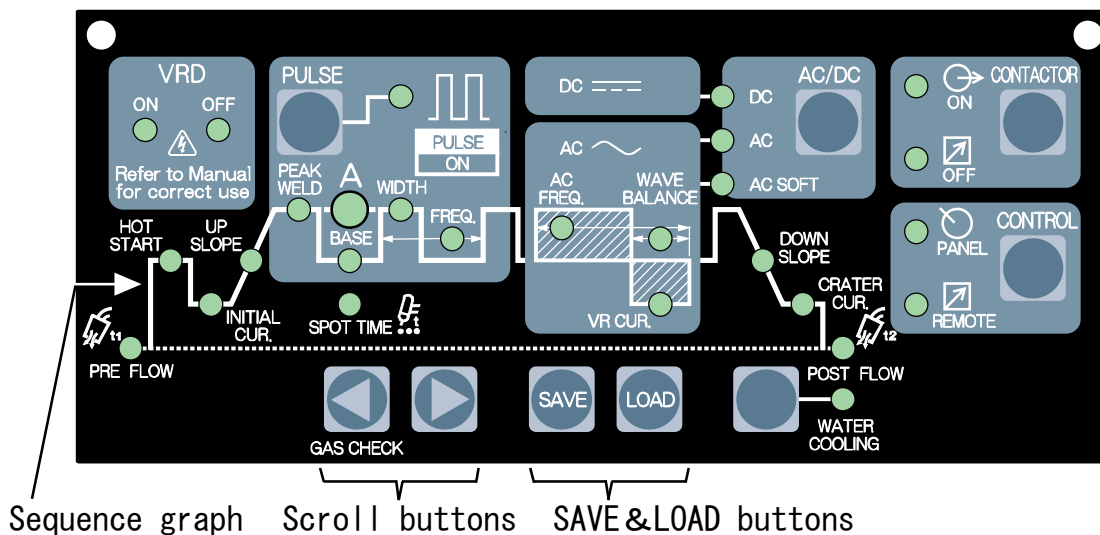 VRD
ON OFF
Refer to Manual
for correct use
PULSE
PULSE
ON
PEAK
WELD
A
WIDTH
FREQ.
BASE
DC
AC
AC
FREQ.
WAVE
BALANCE
VR CUR.
AC/DC
DC
AC
AC SOFT
CONTACTOR
ON
OFF
CONTROL
PANEL
REMOTE
HOT
START
UP
SLOPE
INITIAL
CUR.
SPOT TIME
DOWN
SLOPE
CRATER
CUR.
t1
PRE FLOW
t2
POST FLOW
GAS CHECK
SAVE
LOAD
WATER
COOLING
Sequence graph
Scroll buttons
SAVE&LOAD buttons